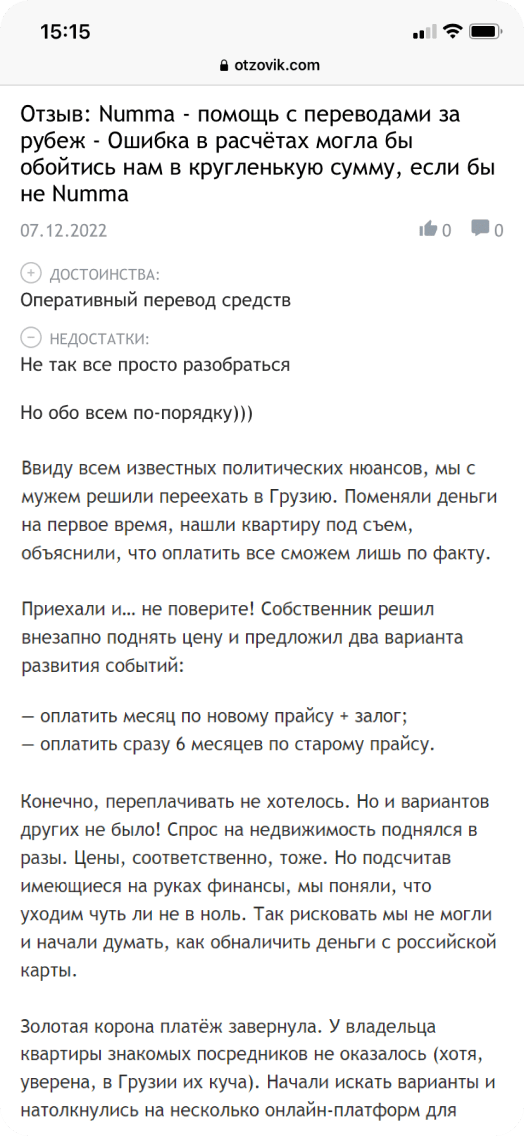 15:15
otzovik.com
Отзыв: Numma - помощь с переводами за
рубеж - Ошибка в расчётах могла бы
обойтись нам в кругленькую сумму, если бы
не Numma
07.12.2022
0
0
ДОСТОИНСТВА:
Оперативный перевод средств
НЕДОСТАТКИ:
Не так все просто разобраться
Но обо всем по-порядку)))
Ввиду всем известных политических нюансов, мы с
мужем решили переехать в Грузию. Поменяли деньги
на первое время, нашли квартиру под съем,
объяснили, что оплатить все сможем лишь по факту.
Приехали и... не поверите! Собственник решил
внезапно поднять цену и предложил два варианта
развития событий:
— оплатить месяц по новому прайсу + залог;
— оплатить сразу 6 месяцев по старому прайсу.
Конечно, переплачивать не хотелось. Но и вариантов
других не было! Спрос на недвижимость поднялся в
разы. Цены, соответственно, тоже. Но подсчитав
имеющиеся на руках финансы, мы поняли, что
уходим чуть ли не в ноль. Так рисковать мы не могли
и начали думать, как обналичить деньги с российской
карты.
Золотая корона платёж завернула. У владельца
квартиры знакомых посредников не оказалось (хотя,
уверена, в Грузии их куча). Начали искать варианты и
натолкнулись на несколько онлайн-платформ для